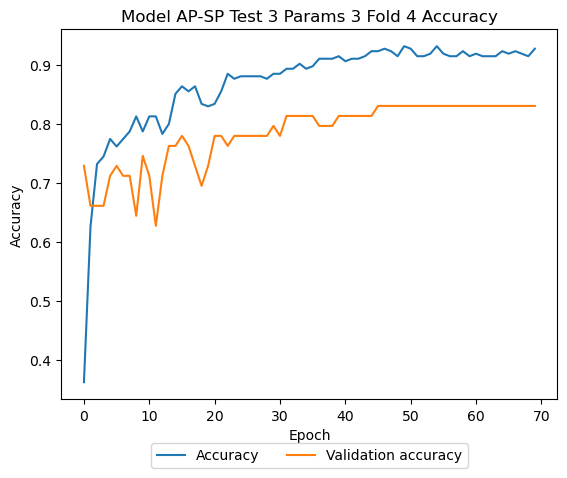 Model AP-SP Test 3 Params 3 Fold 4 Accuracy
Accuracy
0.9
0.8
0.7
0.6
0.5
0.4
0 10 20 30 40 50 60 70
Epoch
Accuracy Validation accuracy